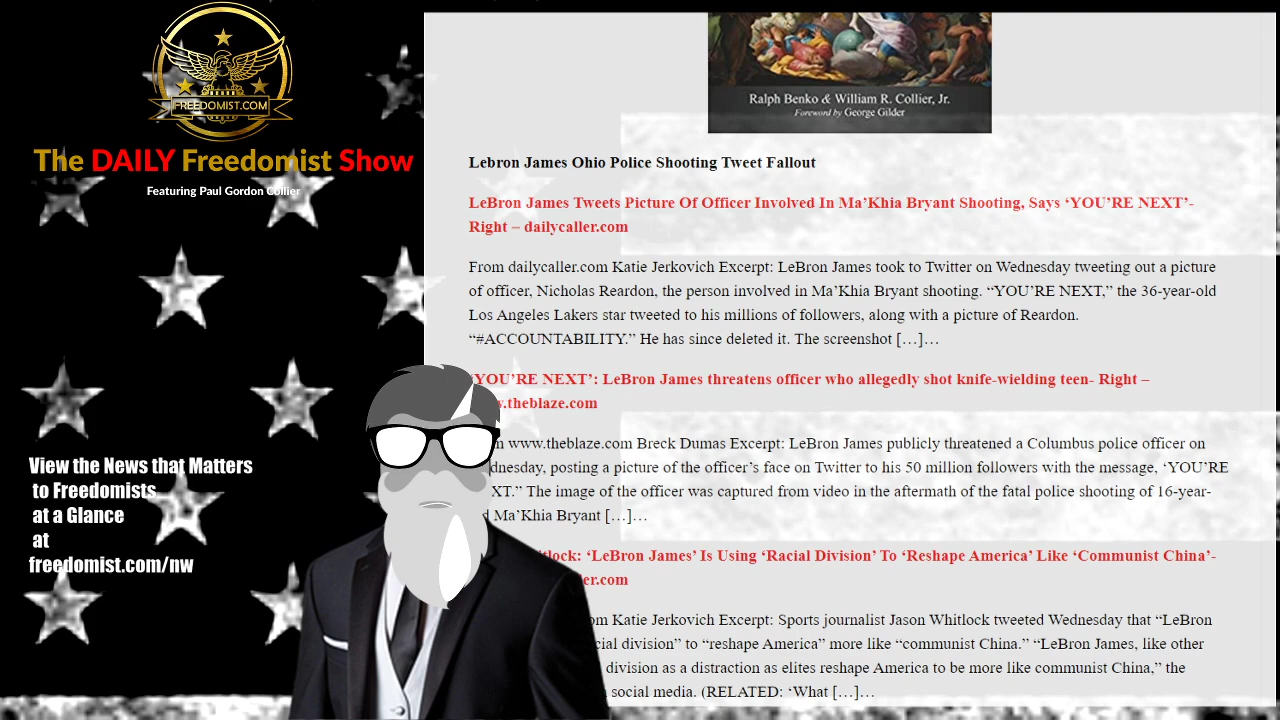 FREEDOMIST.COM
The DAILY Freedomist Show
Featuring Paul Gordon Collier
View the News that Matters
to Freedomists
at a Glance
at
freedomist.com/nw
Ralph Benko & William R. Collier, Jr.
Foreword by George Gilder
Lebron James Ohio Police Shooting Tweet Fallout
LeBron James Tweets Picture Of Officer Involved In Ma’Khia Bryant Shooting, Says ‘YOU’RE NEXT’-
Right – dailycaller.com
From dailycaller.com Katie Jerkovich Excerpt: LeBron James took to Twitter on Wednesday tweeting out a picture
of officer, Nicholas Reardon, the person involved in Ma’Khia Bryant shooting. “YOU’RE NEXT,” the 36-year-old
Los Angeles Lakers star tweeted to his millions of followers, along with a picture of Reardon.
“#ACCOUNTABILITY.” He has since deleted it. The screenshot […]…
YOU’RE NEXT’: LeBron James threatens officer who allegedly shot knife-wielding teen- Right –
.theblaze.com
www.theblaze.com Breck Dumas Excerpt: LeBron James publicly threatened a Columbus police officer on
dnesday, posting a picture of the officer’s face on Twitter to his 50 million followers with the message, ‘YOU’RE
XT.” The image of the officer was captured from video in the aftermath of the fatal police shooting of 16-year-
Ma’Khia Bryant […]…
tlock: ‘LeBron James’ Is Using ‘Racial Division’ To ‘Reshape America’ Like ‘Communist China’-
er.com
om Katie Jerkovich Excerpt: Sports journalist Jason Whitlock tweeted Wednesday that “LeBron
cial division” to “reshape America” more like “communist China.” “LeBron James, like other
division as a distraction as elites reshape America to be more like communist China,” the
social media. (RELATED: ‘What […]…